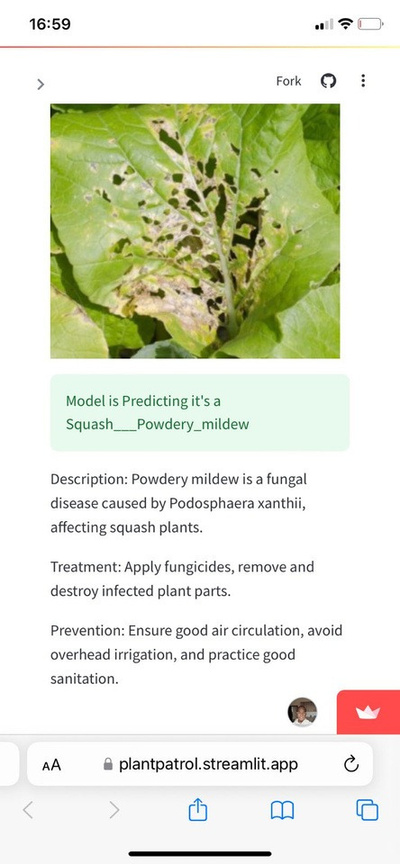 16:59
Fork
Model is Predicting it's a
Squash___Powdery_mildew
Description: Powdery mildew is a fungal
disease caused by Podosphaera xanthii,
affecting squash plants.
Treatment: Apply fungicides, remove and
destroy infected plant parts.
Prevention: Ensure good air circulation, avoid
overhead irrigation, and practice good
sanitation.
AA plantpatrol.streamlit.app